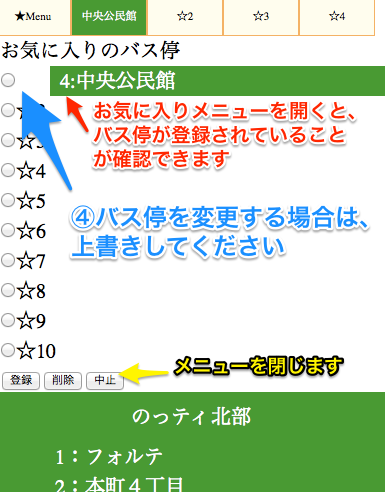 ★Menu 中央公民館 ☆2 ☆3 ☆4
お気に入りのバス停
4:中央公民館
お気に入りメニューを開くと、
バス停が登録されていること
が確認できます
☆4
④バス停を変更する場合は、
上書きしてください
☆5
☆6
☆7
☆8
☆9
☆10
メニューを閉じます
登録 削除 中止
のっティ北部
1：フォルテ
2：本町４丁目